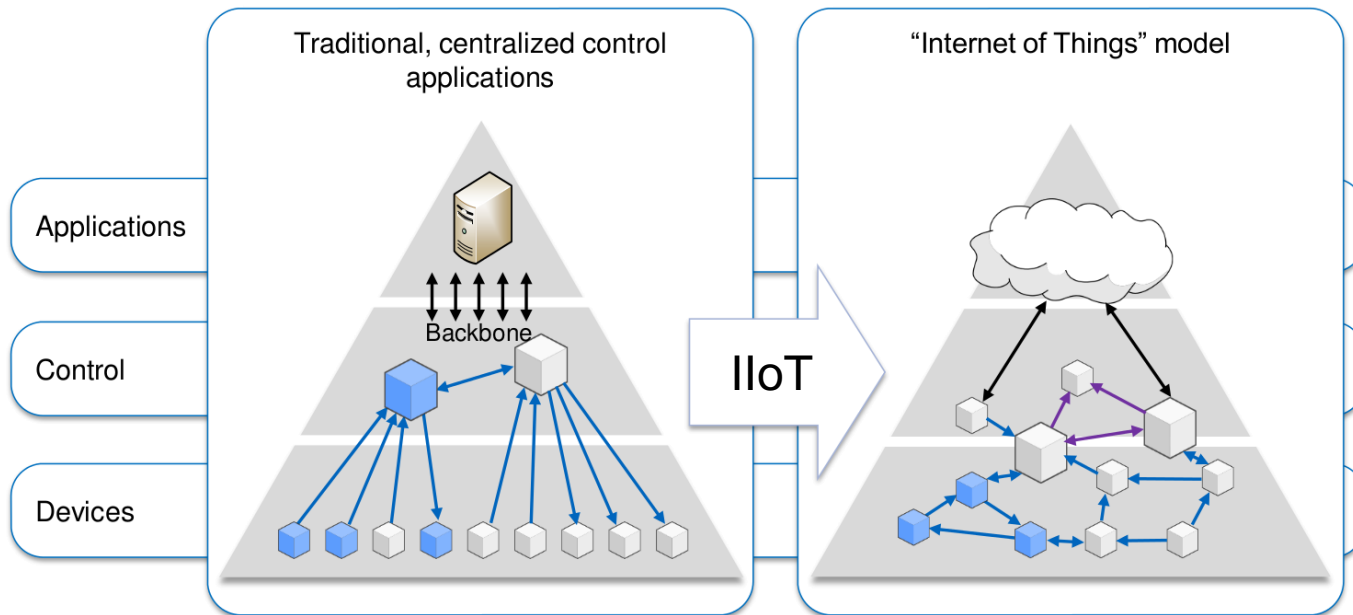 Traditional, centralized control
applications
“Internet of Things” model
Applications
Backbone
Control
IIoT
Devices